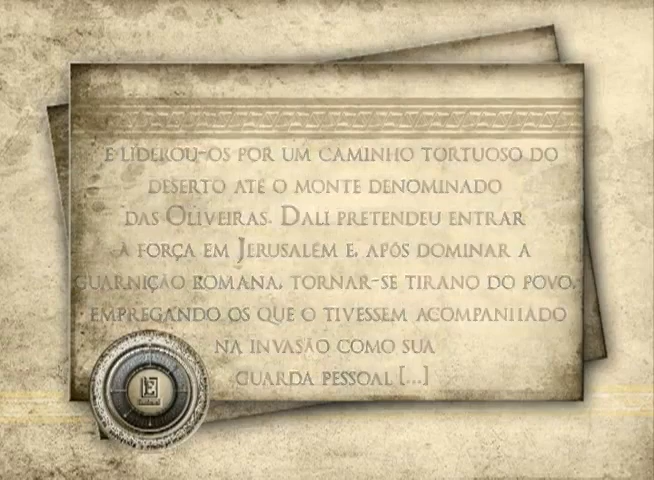 E LIDEROU-OS POR UM CAMINHO TORTUOSO DO
DESERTO ATÉ O MONTE DENOMINADO
DAS OLIVEIRAS. DALI PRETENDEU ENTRAR
À FORÇA EM JERUSALÉM E, APÓS DOMINAR A
GUARNIÇÃO ROMANA, TORNAR-SE TIRANO DO POVO,
EMPREGANDO OS QUE O TIVESSEM ACOMPANHADO
NA INVASÃO COMO SUA
GUARDA PESSOAL [...]